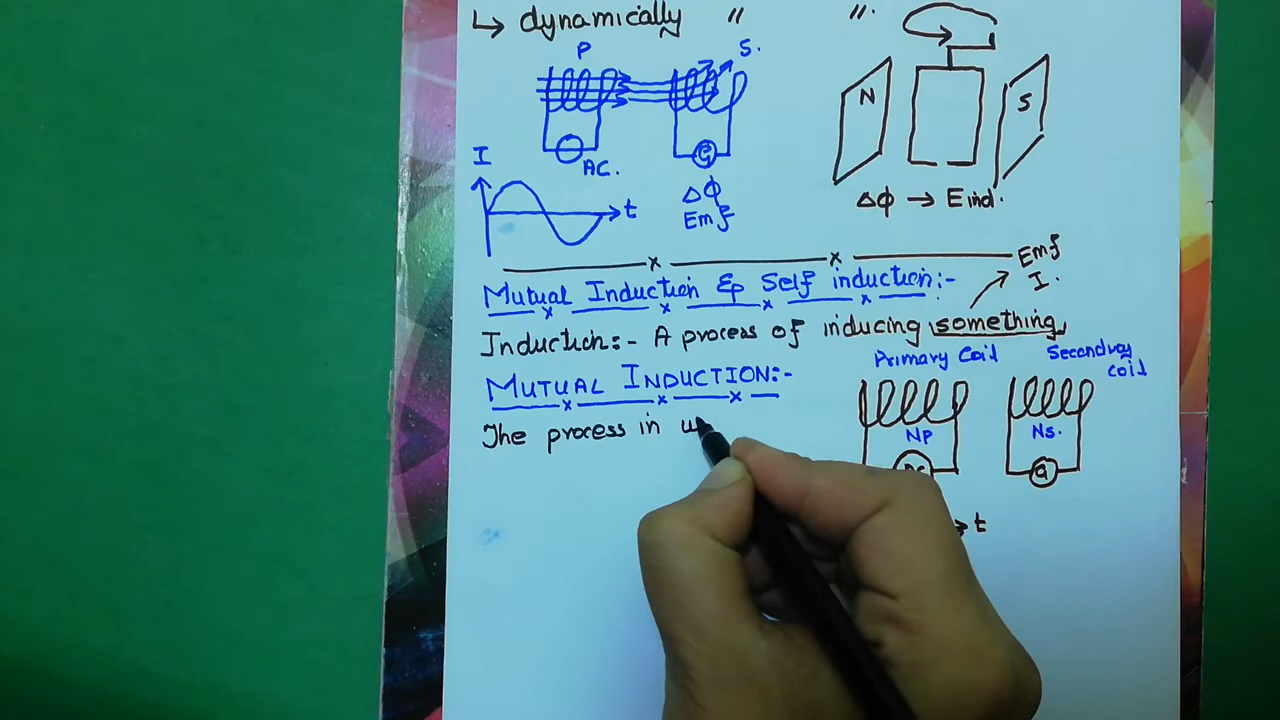 ↳ dynamically " ".
P S.
N S
G
AC.
I
t
Δϕ
Emf
Δϕ → Eind.
Emf
I.
Mutual Induction & Self induction:-
Induction:- A process of inducing something
Primary Coil
Secondary
coil
MUTUAL INDUCTION:-
Np Ns.
The process in w
G
t